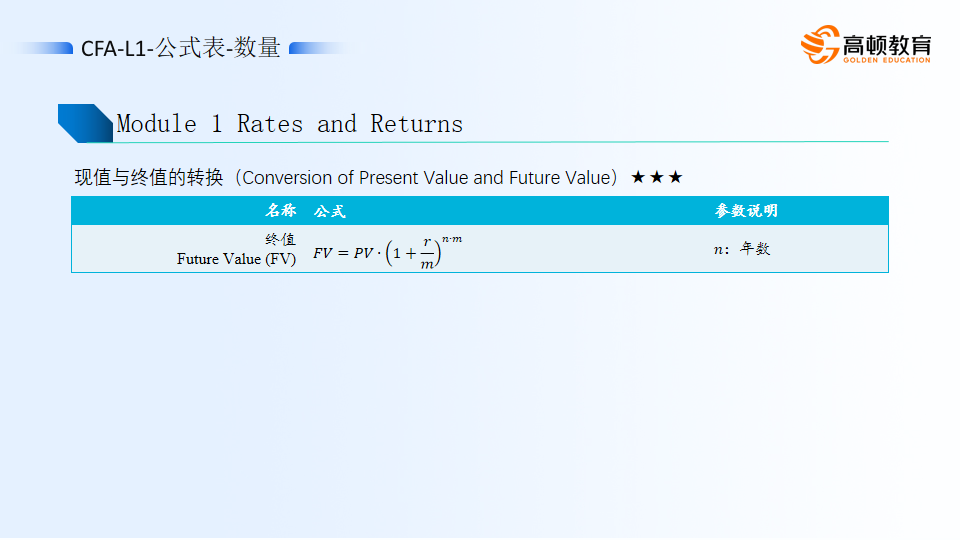 CFA-L1-公式表-数量
高顿教育
GOLDEN EDUCATION
Module 1 Rates and Returns
现值与终值的转换（Conversion of Present Value and Future Value）★★★
名称 公式 参数说明
终值
Future Value (FV)
FV = PV · (1 + r/m)^(n·m)
n：年数